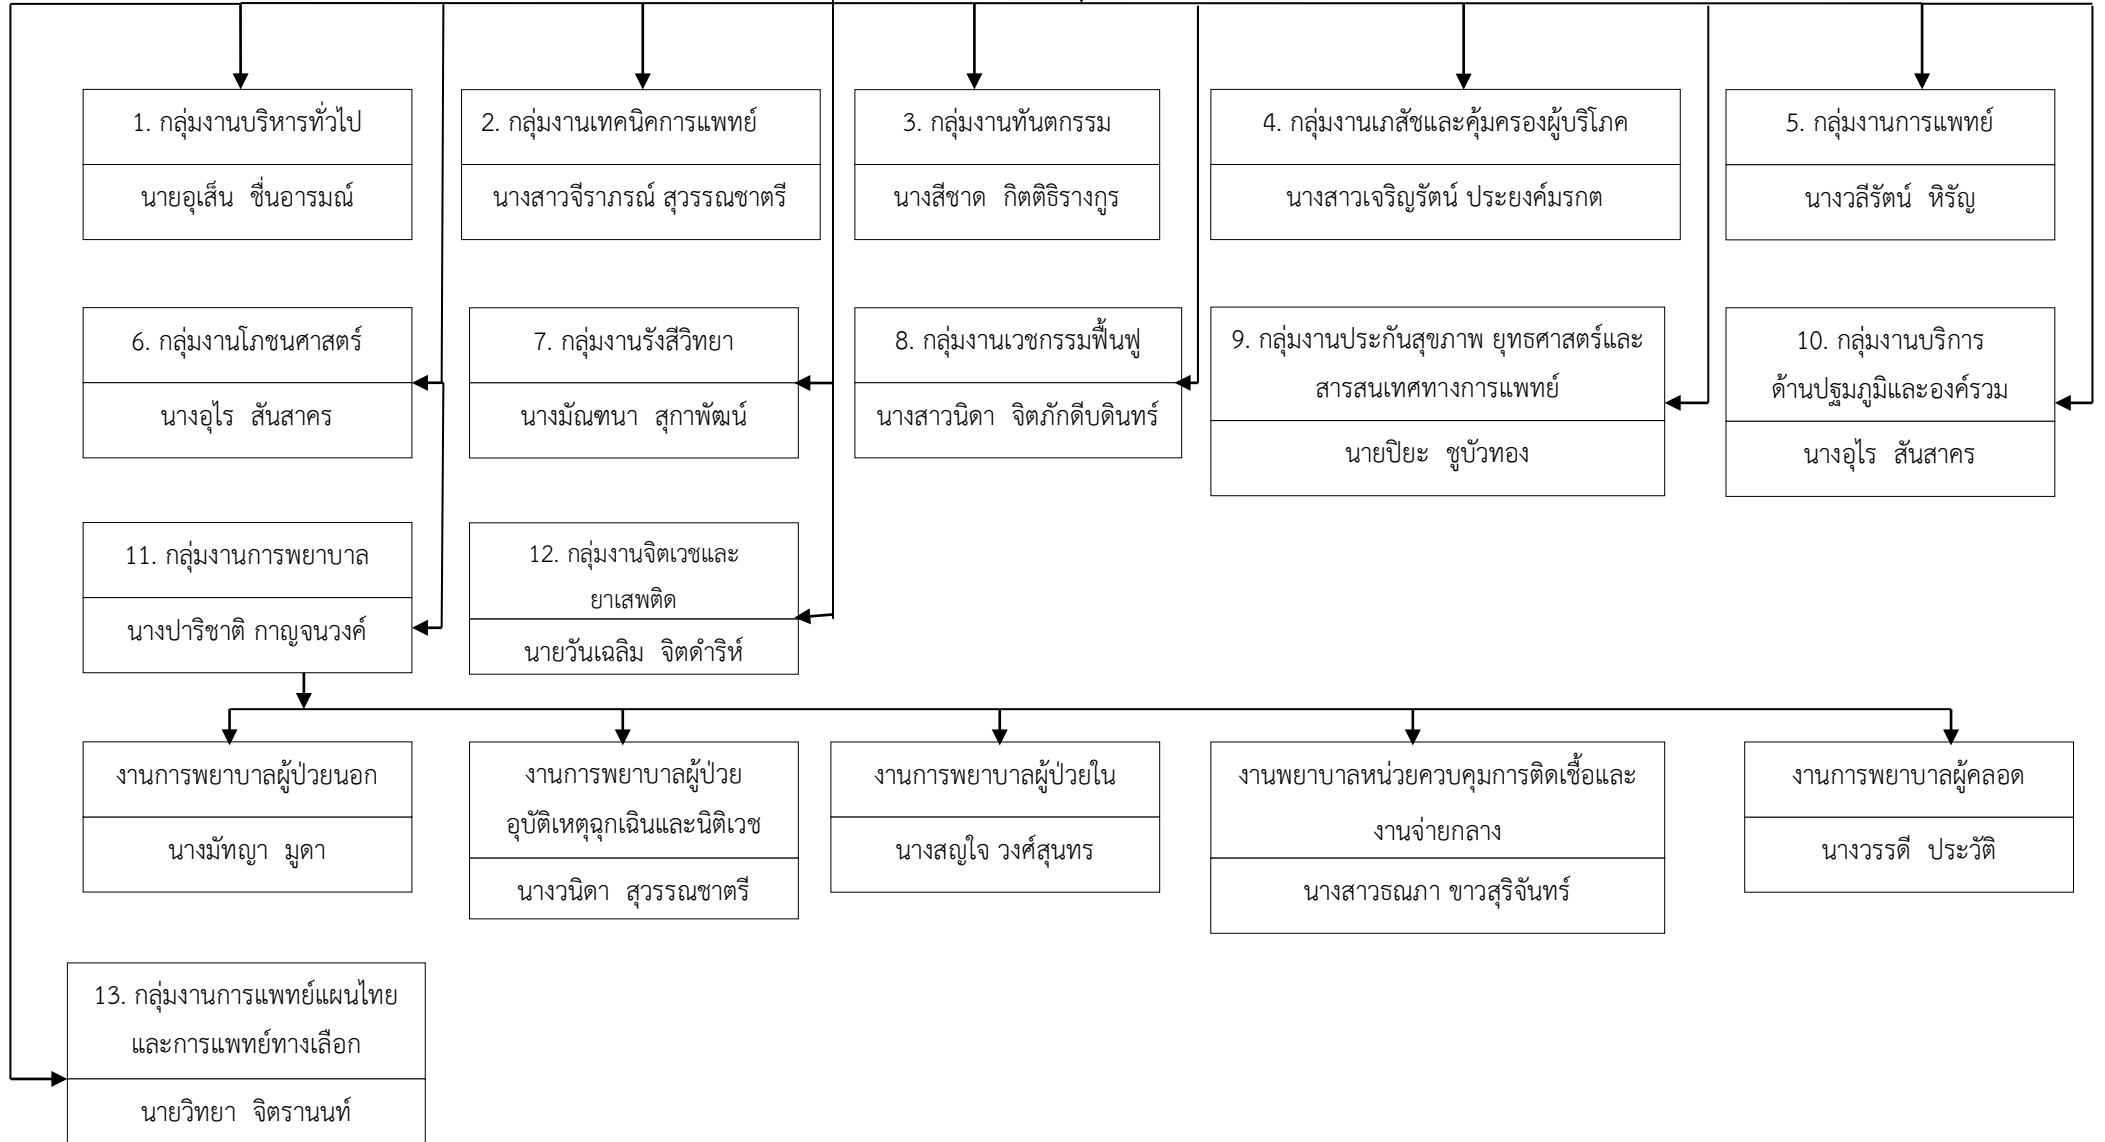 1. กลุ่มงานบริหารทั่วไป
นายอุเส็น ชื่นอารมณ์
2. กลุ่มงานเทคนิคการแพทย์
นางสาวจีราภรณ์ สุวรรณชาตรี
3. กลุ่มงานทันตกรรม
นางสีชาด กิตติธิรางกูร
4. กลุ่มงานเภสัชและคุ้มครองผู้บริโภค
นางสาวเจริญรัตน์ ประยงค์มรกต
5. กลุ่มงานการแพทย์
นางวลีรัตน์ หิรัญ
6. กลุ่มงานโภชนศาสตร์
นางอุไร สันสาคร
7. กลุ่มงานรังสีวิทยา
นางมัณฑนา สุกาพัฒน์
8. กลุ่มงานเวชกรรมฟื้นฟู
นางสาวนิดา จิตภักดีบดินทร์
9. กลุ่มงานประกันสุขภาพ ยุทธศาสตร์และ
สารสนเทศทางการแพทย์
นายปิยะ ชูบัวทอง
10. กลุ่มงานบริการ
ด้านปฐมภูมิและองค์รวม
นางอุไร สันสาคร
11. กลุ่มงานการพยาบาล
นางปาริชาติ กาญจนวงค์
12. กลุ่มงานจิตเวชและ
ยาเสพติด
นายวันเฉลิม จิตดำริห์
งานการพยาบาลผู้ป่วยนอก
นางมัทญา มูดา
งานการพยาบาลผู้ป่วย
อุบัติเหตุฉุกเฉินและนิติเวช
นางวนิดา สุวรรณชาตรี
งานการพยาบาลผู้ป่วยใน
นางสญใจ วงศ์สุนทร
งานพยาบาลหน่วยควบคุมการติดเชื้อและ
งานจ่ายกลาง
นางสาวธณภา ขาวสุริจันทร์
งานการพยาบาลผู้คลอด
นางวรรดี ประวัติ
13. กลุ่มงานการแพทย์แผนไทย
และการแพทย์ทางเลือก
นายวิทยา จิตรานนท์